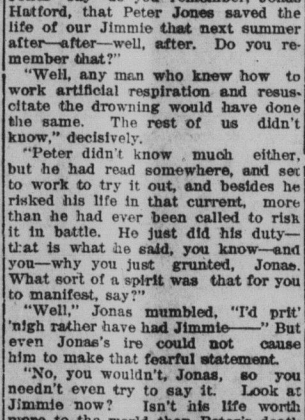 Hatford, that Peter Jones saved the
life of our Jimmie that next summer
after—after—well, after. Do you re-
member that?"
"Well, any man who knew how to
work artificial respiration and resus-
citate the drowning would have done
the same. The rest of us didn't
know," decisively.
"Peter didn't know much either,
but he had read somewhere, and set
to work to try it out, and besides he
risked his life in that current, more
than he had ever been called to risk
it in battle. He just did his duty—
that is what he said, you know—and
you—why you just grunted, Jonas.
What sort of a spirit was that for you
to manifest, say?"
"Well," Jonas mumbled, "I'd prit'
'nigh rather have had Jimmie——" But
even Jonas's ire could not cause
him to make that fearful statement.
"No, you wouldn't, Jonas, so you
needn't even try to say it. Look at
Jimmie now? Isn't his life worth